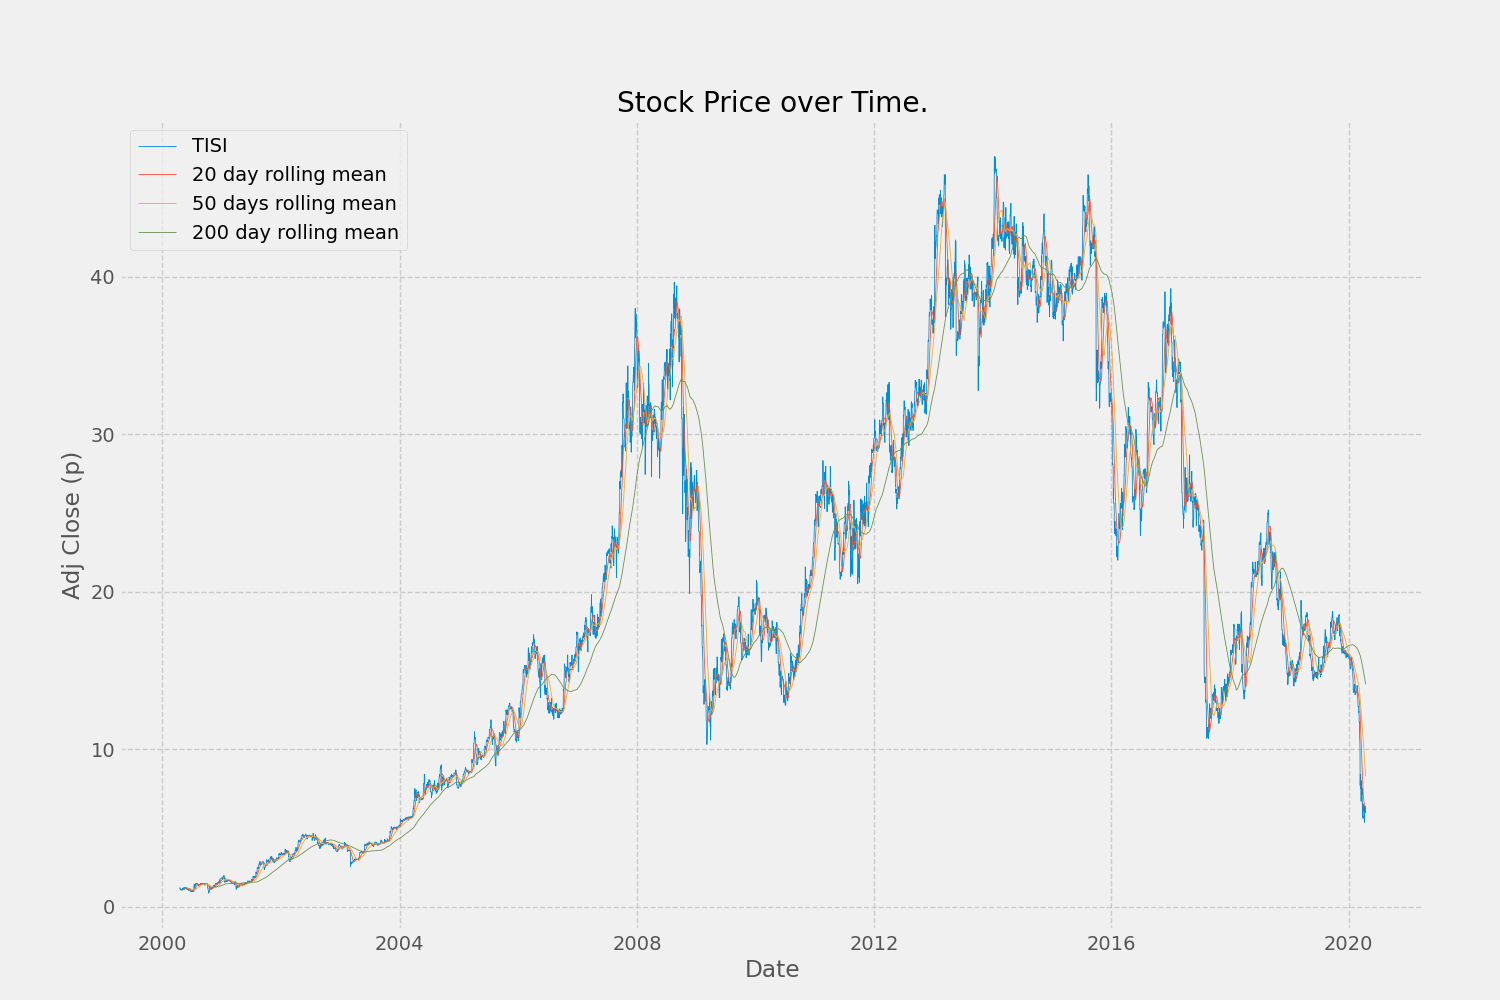 Stock Price over Time.
TISI
20 day rolling mean
50 days rolling mean
200 day rolling mean
Adj Close (p)
40
30
20
10
0
2000 2004 2008 2012 2016 2020
Date